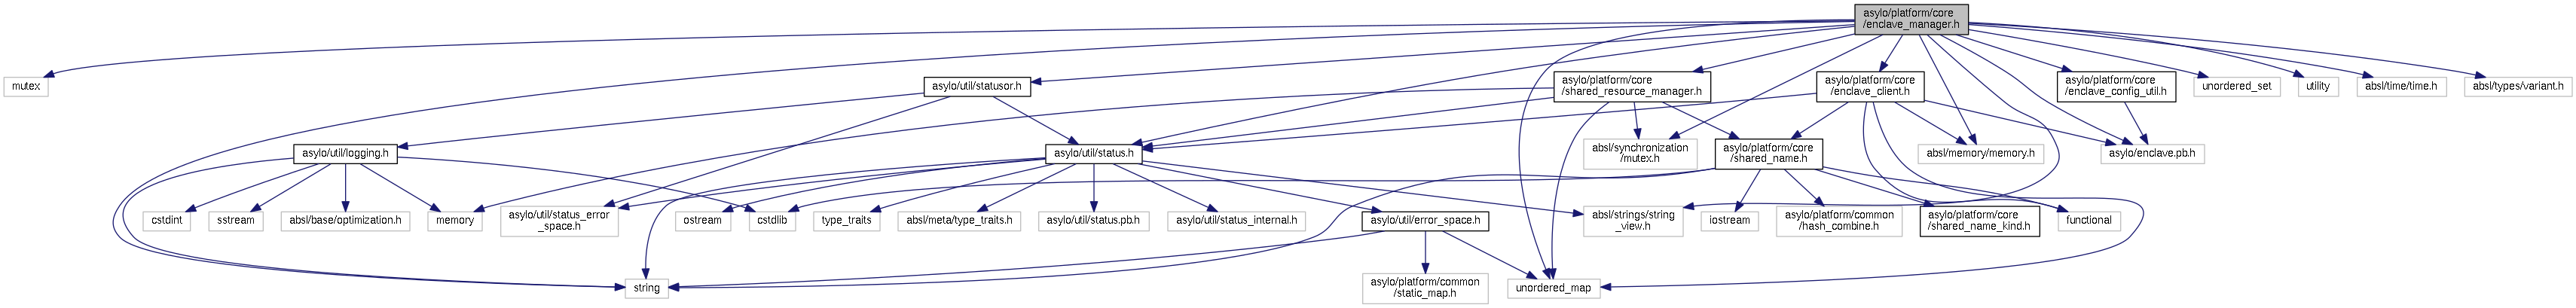 asylo/platform/core
/enclave_manager.h
mutex
asylo/util/statusor.h
asylo/platform/core
/shared_resource_manager.h
asylo/platform/core
/enclave_client.h
asylo/platform/core
/enclave_config_util.h
unordered_set
utility
absl/time/time.h
absl/types/variant.h
asylo/util/logging.h
asylo/util/status.h
absl/synchronization
/mutex.h
asylo/platform/core
/shared_name.h
absl/memory/memory.h
asylo/enclave.pb.h
cstdint
sstream
absl/base/optimization.h
memory
asylo/util/status_error
_space.h
ostream
cstdlib
type_traits
absl/meta/type_traits.h
asylo/util/status.pb.h
asylo/util/status_internal.h
asylo/util/error_space.h
absl/strings/string
_view.h
iostream
asylo/platform/common
/hash_combine.h
asylo/platform/core
/shared_name_kind.h
functional
string
asylo/platform/common
/static_map.h
unordered_map